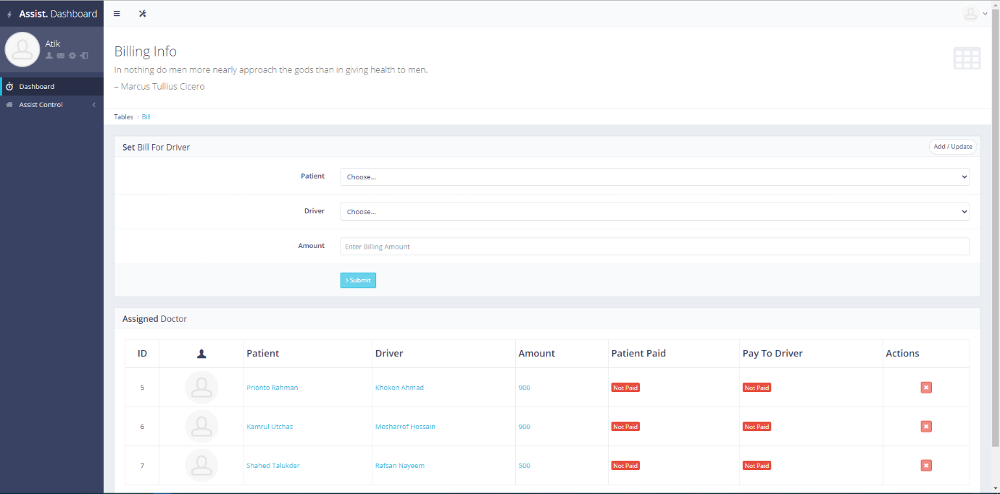 Assist. Dashboard
Atik
Dashboard
Assist Control
Billing Info
In nothing do men more nearly approach the gods than in giving health to men.
– Marcus Tullius Cicero
Tables › Bill
Set Bill For Driver Add / Update
Patient Choose...
Driver Choose...
Amount Enter Billing Amount
› Submit
Assigned Doctor
ID Patient Driver Amount Patient Paid Pay To Driver Actions
5 Prionto Rahman Khokon Ahmad 900 Not Paid Not Paid
6 Kamrul Utchas Mosharrof Hossain 900 Not Paid Not Paid
7 Shahed Talukder Rafsan Nayeem 500 Not Paid Not Paid